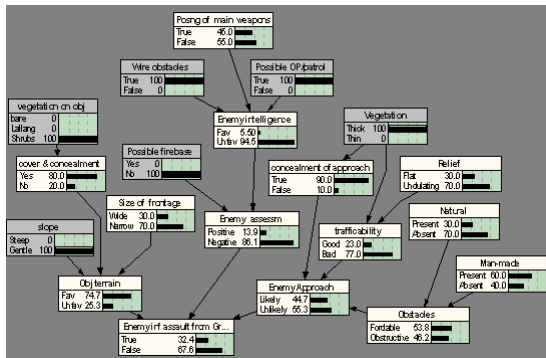 Posng of main weapons
True 45.0
False 55.0
Wire obstacles
True 100
False 0
Possible OP/patrol
True 100
False 0
vegetation on obj
bare 0
Lallang 0
Shrubs 100
Enemy intelligence
Fav 5.50
Unfav 94.5
Vegetation
Thick 100
Thin 0
Possible firebase
Yes 0
No 100
cover & concealment
Yes 80.0
No 20.0
concealment of approach
True 90.0
False 10.0
Relief
Flat 30.0
Undulating 70.0
Size of frontage
Wide 30.0
Narrow 70.0
Natural
Present 30.0
Absent 70.0
slope
Steep 0
Gentle 100
Enemy assessm
Positive 13.9
Negative 86.1
trafficability
Good 23.0
Bad 77.0
Man-made
Present 60.0
Absent 40.0
Obj terrain
Fav 74.7
Unfav 25.3
Enemy Approach
Likely 44.7
Unlikely 55.3
Obstacles
Fordable 53.8
Obstructive 46.2
Enemy inf assault from Gr...
True 32.4
False 67.6